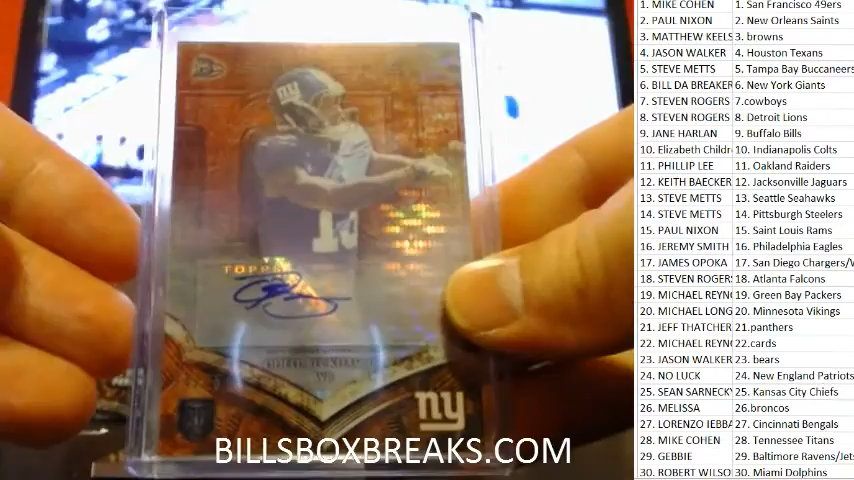 ny
TOPPS
WR
ny
BILLSBOXBREAKS.COM
1. MIKE COHEN 1. San Francisco 49ers
2. PAUL NIXON 2. New Orleans Saints
3. MATTHEW KEELS 3. browns
4. JASON WALKER 4. Houston Texans
5. STEVE METTS 5. Tampa Bay Buccaneers
6. BILL DA BREAKER 6. New York Giants
7. STEVEN ROGERS 7.cowboys
8. STEVEN ROGERS 8. Detroit Lions
9. JANE HARLAN 9. Buffalo Bills
10. Elizabeth Childr 10. Indianapolis Colts
11. PHILLIP LEE 11. Oakland Raiders
12. KEITH BAECKER 12. Jacksonville Jaguars
13. STEVE METTS 13. Seattle Seahawks
14. STEVE METTS 14. Pittsburgh Steelers
15. PAUL NIXON 15. Saint Louis Rams
16. JEREMY SMITH 16. Philadelphia Eagles
17. JAMES OPOKA 17. San Diego Chargers/
18. STEVEN ROGERS 18. Atlanta Falcons
19. MICHAEL REYN 19. Green Bay Packers
20. MICHAEL LONG 20. Minnesota Vikings
21. JEFF THATCHER 21.panthers
22. MICHAEL REYN 22.cards
23. JASON WALKER 23. bears
24. NO LUCK 24. New England Patriots
25. SEAN SARNECK 25. Kansas City Chiefs
26. MELISSA 26.broncos
27. LORENZO IEBBA 27. Cincinnati Bengals
28. MIKE COHEN 28. Tennessee Titans
29. GEBBIE 29. Baltimore Ravens/Jets
30. ROBERT WILSO 30. Miami Dolphins